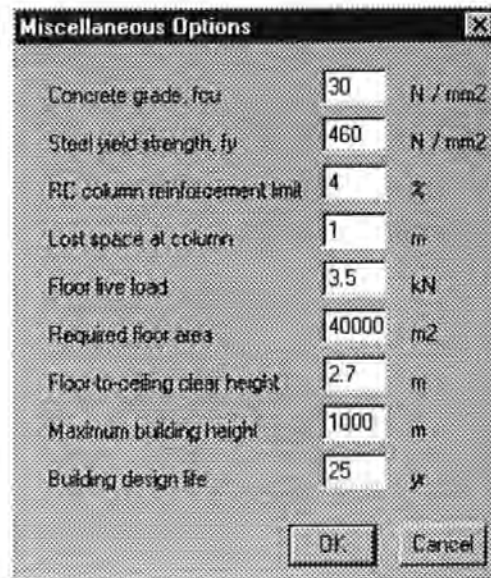 Miscellaneous Options
Concrete grade, fcu 30 N / mm2
Steel yield strength, fy 460 N / mm2
RC column reinforcement limit 4 %
Lost space at column 1 m
Floor live load 3.5 kN
Required floor area 40000 m2
Floor-to-ceiling clear height 2.7 m
Maximum building height 1000 m
Building design life 25 yr
OK Cancel